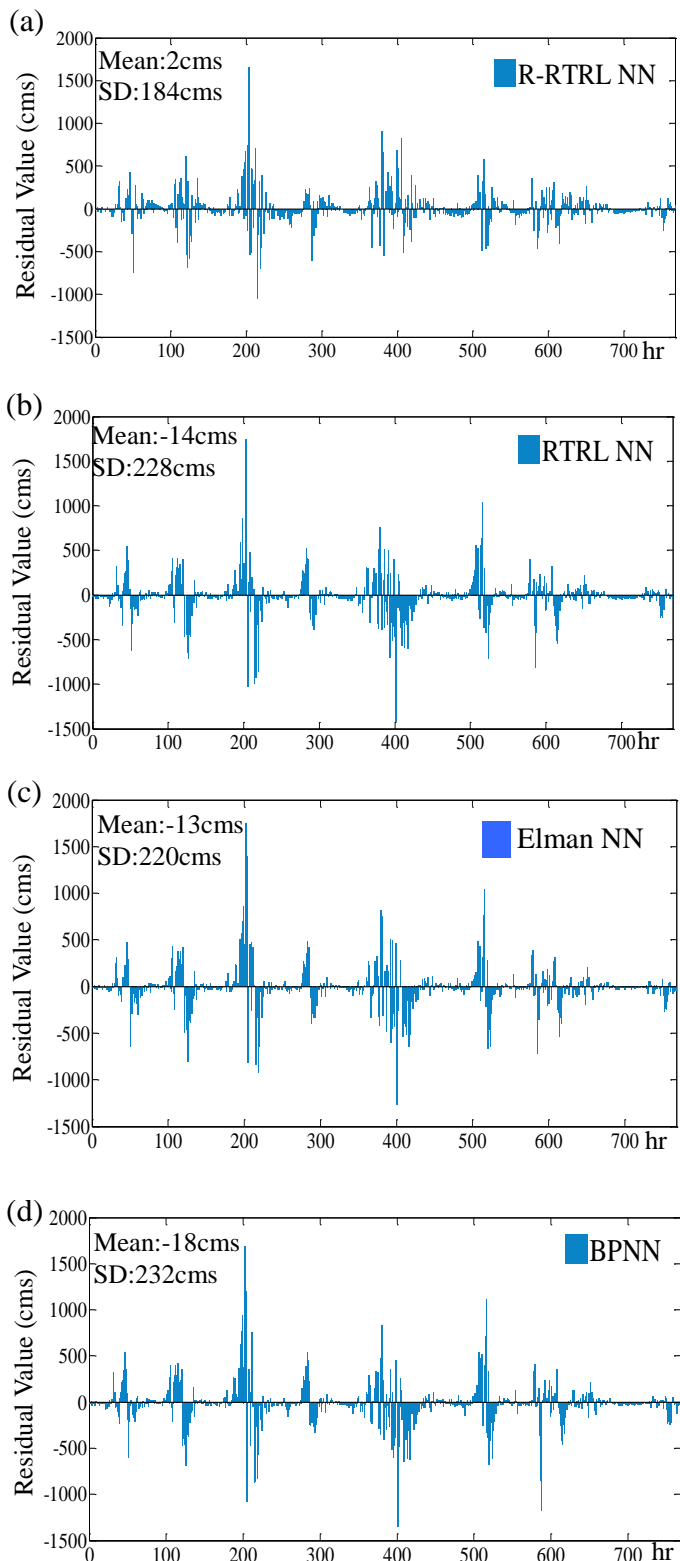 (a)
2000
1500
1000
500
0
-500
-1000
-1500
Residual Value (cms)
Mean:2cms
SD:184cms
R-RTRL NN
0 100 200 300 400 500 600 700 hr
(b)
2000
1500
1000
500
0
-500
-1000
-1500
Residual Value (cms)
Mean:-14cms
SD:228cms
RTRL NN
0 100 200 300 400 500 600 700 hr
(c)
2000
1500
1000
500
0
-500
-1000
-1500
Residual Value (cms)
Mean:-13cms
SD:220cms
Elman NN
0 100 200 300 400 500 600 700 hr
(d)
2000
1500
1000
500
0
-500
-1000
-1500
Residual Value (cms)
Mean:-18cms
SD:232cms
BPNN
0 100 200 300 400 500 600 700 hr